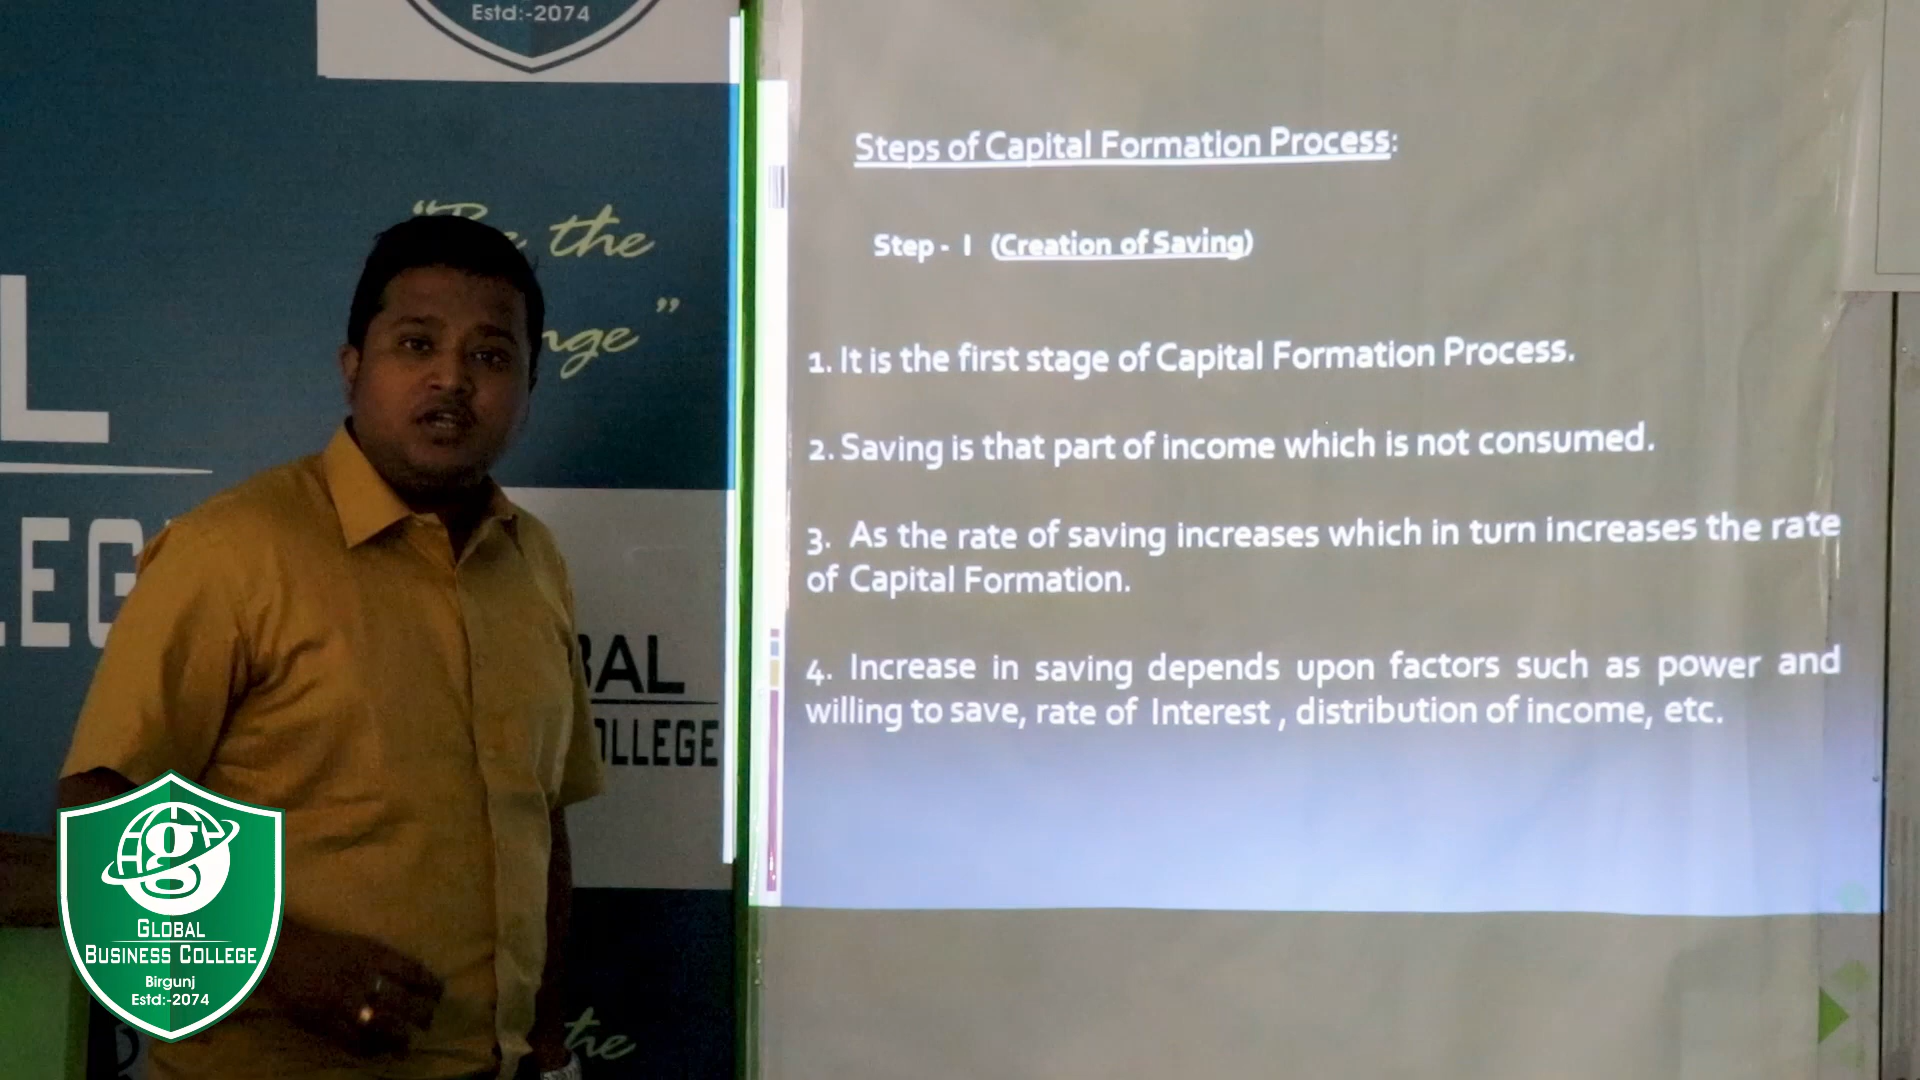 Estd:-2074
the
nge”
L
LEG
BAL
OLLEGE
the
Steps of Capital Formation Process:
Step - I (Creation of Saving)
1. It is the first stage of Capital Formation Process.
2. Saving is that part of income which is not consumed.
3. As the rate of saving increases which in turn increases the rate
of Capital Formation.
4. Increase in saving depends upon factors such as power and
willing to save, rate of Interest , distribution of income, etc.
g
GLOBAL
BUSINESS COLLEGE
Birgunj
Estd:-2074